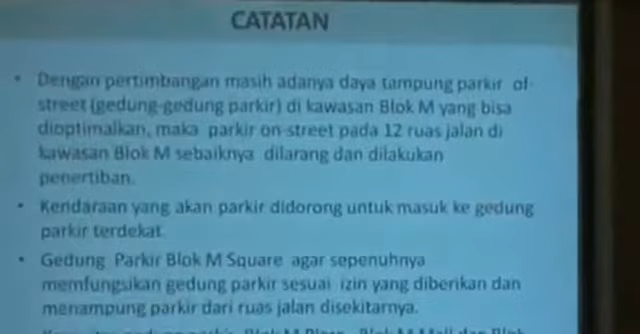 CATATAN
• Dengan pertimbangan masih adanya daya tampung parkir of-
street (gedung-gedung parkir) di kawasan Blok M yang bisa
dioptimalkan, maka parkir on-street pada 12 ruas jalan di
kawasan Blok M sebaiknya dilarang dan dilakukan
penertiban.
• Kendaraan yang akan parkir didorong untuk masuk ke gedung
parkir terdekat.
• Gedung Parkir Blok M Square agar sepenuhnya
memfungsikan gedung parkir sesuai izin yang diberikan dan
menampung parkir dari ruas jalan disekitarnya.